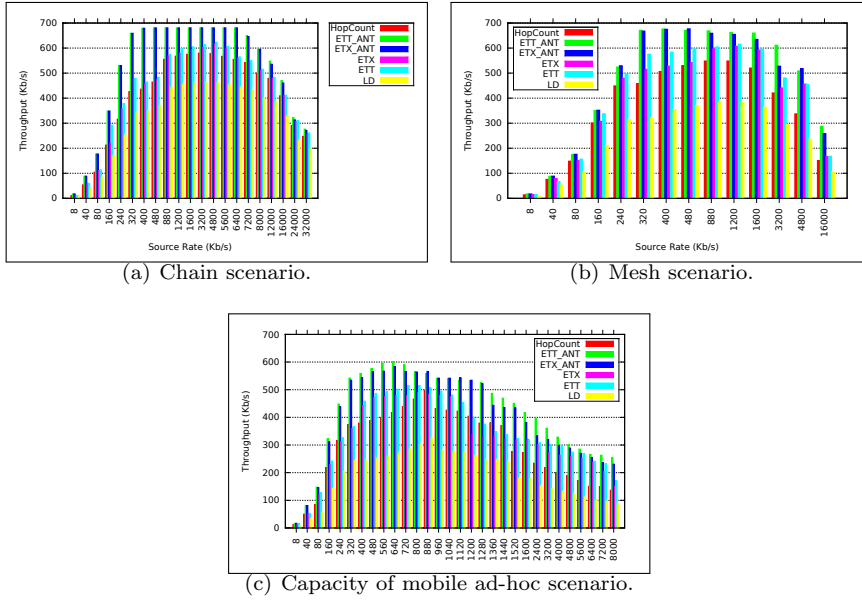 700
600
500
400
300
200
100
0
Throughput (Kb/s)
8 40 80 160 240 320 400 480 880 1200 1600 3200 4800 5600 6400 7200 8000 12000 16000 24000 32000
Source Rate (Kb/s)
HopCount
ETT_ANT
ETX_ANT
ETX
ETT
LD
(a) Chain scenario.
700
600
500
400
300
200
100
0
Throughput (Kb/s)
HopCount
ETT_ANT
ETX_ANT
ETX
ETT
LD
8 40 80 160 240 320 400 480 880 1200 1600 3200 4800 16000
Source Rate (Kb/s)
(b) Mesh scenario.
700
600
500
400
300
200
100
0
Throughput (Kb/s)
HopCount
ETT_ANT
ETX_ANT
ETX
ETT
LD
8 40 80 160 240 320 400 480 560 640 720 800 880 960 1040 1120 1200 1280 1360 1440 1520 1600 2400 3200 4000 4800 5600 6400 7200 8000
(c) Capacity of mobile ad-hoc scenario.